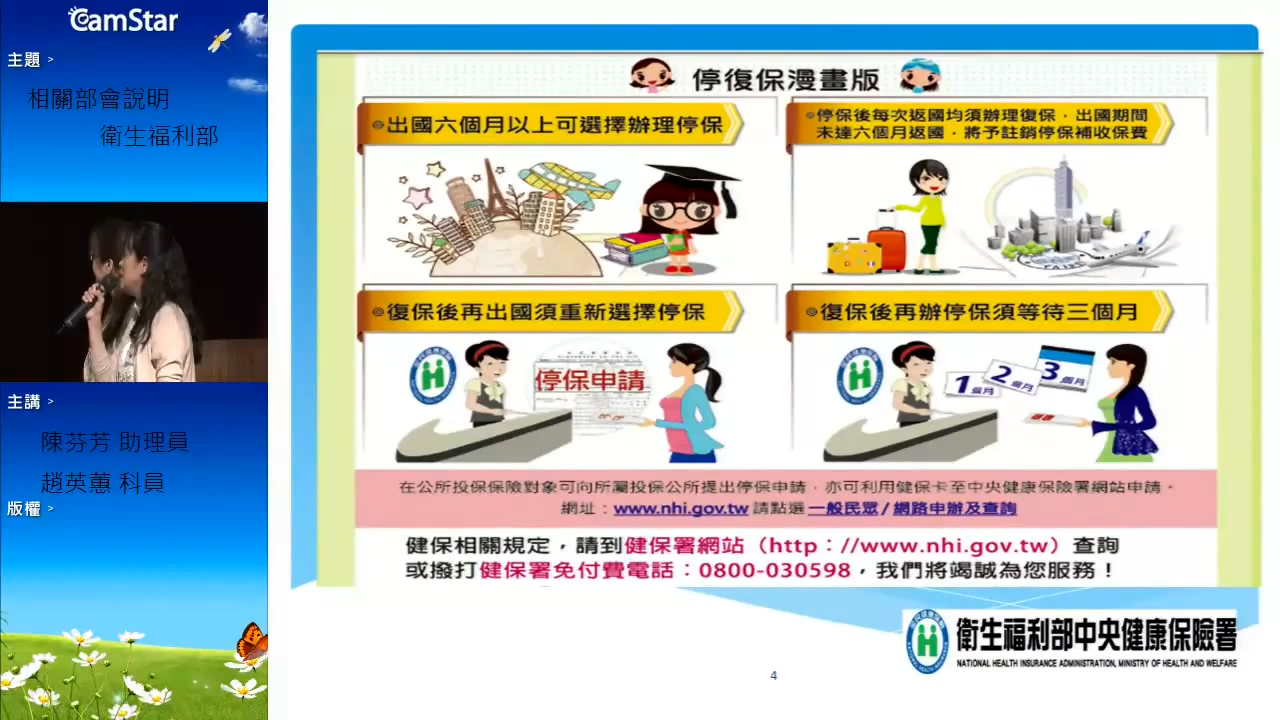 CamStar
主題 >
相關部會說明
衛生福利部
主講 >
陳芬芳 助理員
趙英蕙 科員
版權 >
停復保漫畫版
◎出國六個月以上可選擇辦理停保
◎停保後每次返國均須辦理復保，出國期間
未達六個月返國，將予註銷停保補收保費
◎復保後再出國須重新選擇停保
停保申請
◎復保後再辦停保須等待三個月
1個月
2個月
3個月
在公所投保保險對象可向所屬投保公所提出停保申請，亦可利用健保卡至中央健康保險署網站申請。
網址：www.nhi.gov.tw 請點選 一般民眾 / 網路申辦及查詢
健保相關規定，請到健保署網站（http：//www.nhi.gov.tw）查詢
或撥打健保署免付費電話：0800-030598，我們將竭誠為您服務！
衛生福利部中央健康保險署
NATIONAL HEALTH INSURANCE ADMINISTRATION, MINISTRY OF HEALTH AND WELFARE
4